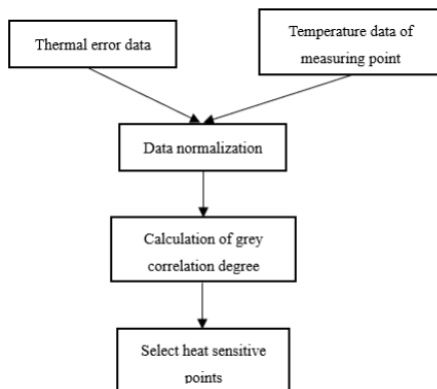 Thermal error data
Temperature data of
measuring point
Data normalization
Calculation of grey
correlation degree
Select heat sensitive
points